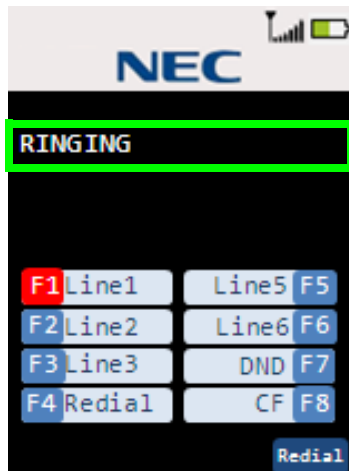 NEC
RINGING
F1 Line1 Line5 F5
F2 Line2 Line6 F6
F3 Line3 DND F7
F4 Redial CF F8
Redial